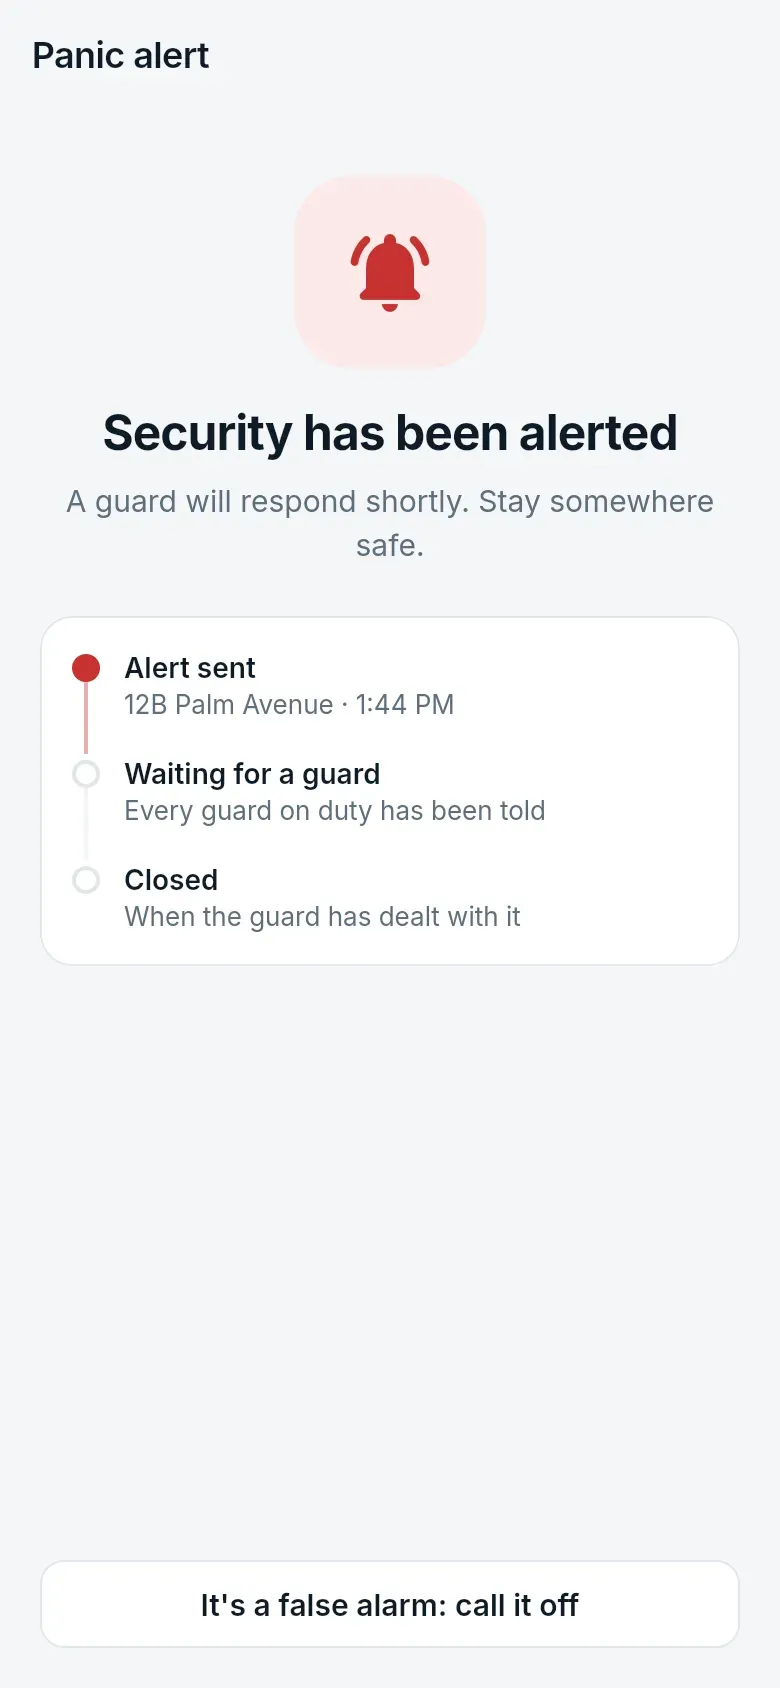 Panic alert
Security has been alerted
A guard will respond shortly. Stay somewhere
safe.
Alert sent
12B Palm Avenue · 1:44 PM
Waiting for a guard
Every guard on duty has been told
Closed
When the guard has dealt with it
It's a false alarm: call it off